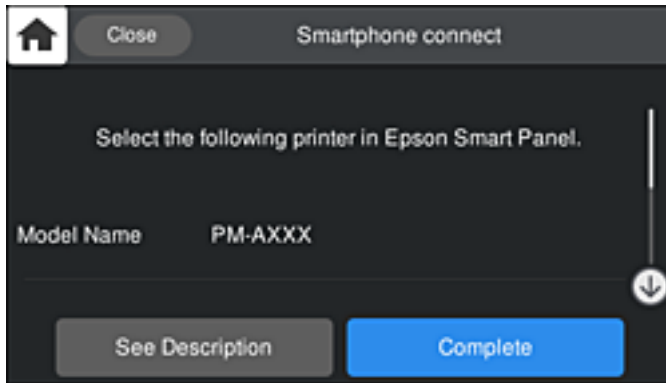 Close
Smartphone connect
Select the following printer in Epson Smart Panel.
Model Name PM-AXXX
See Description
Complete